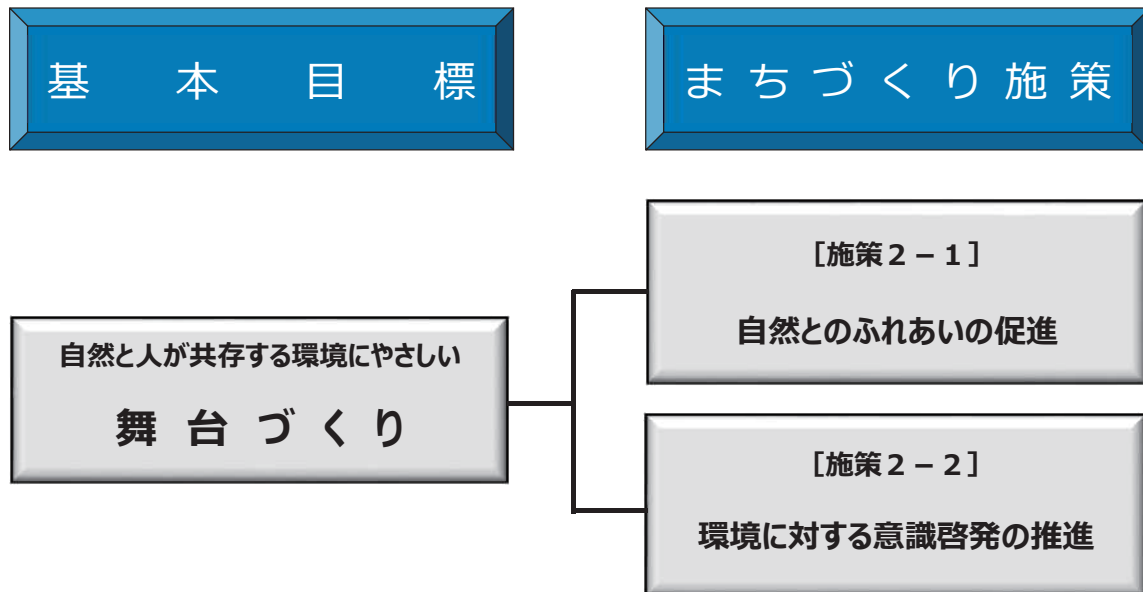 基本目標
まちづくり施策
自然と人が共存する環境にやさしい
舞台づくり
［施策２－１］
自然とのふれあいの促進
［施策２－２］
環境に対する意識啓発の推進